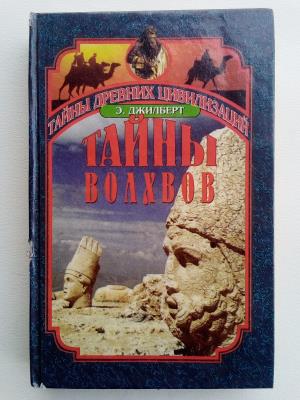 ТАЙНЫ ДРЕВНИХ ЦИВИЛИЗАЦИЙ
Э. ДЖИЛБЕРТ
ТАЙНЫ
ВОЛХВОВ